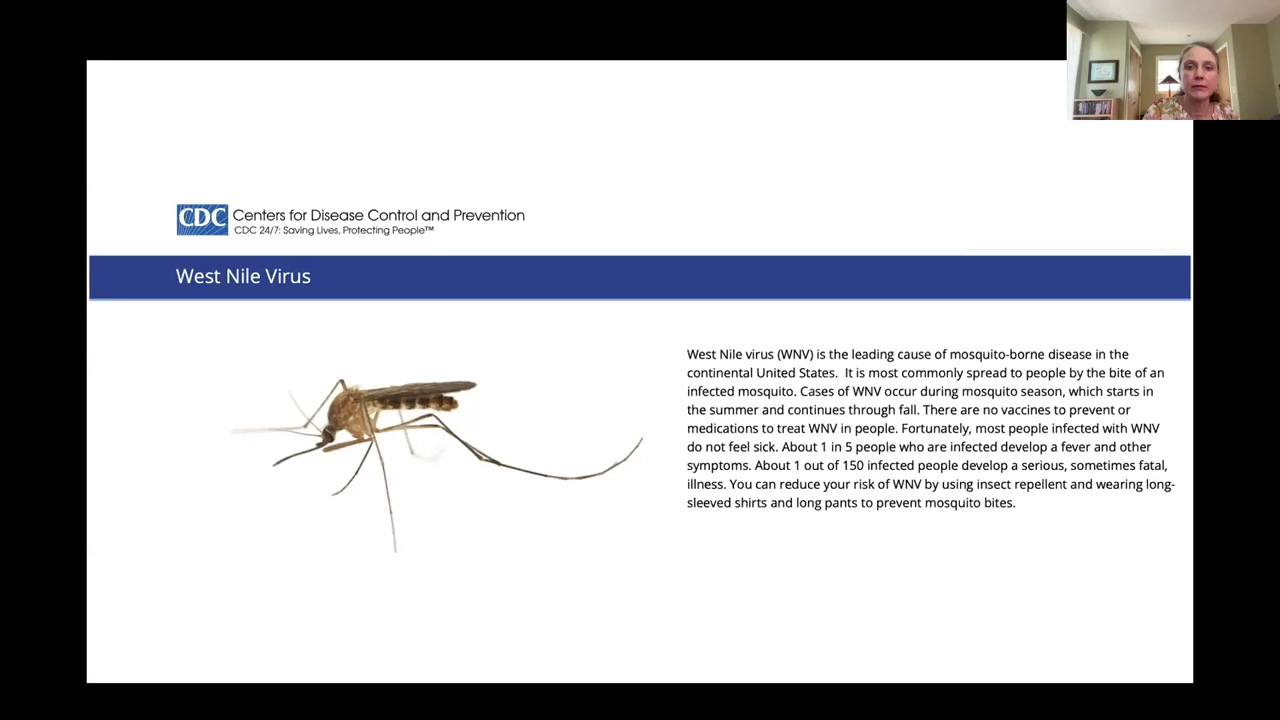 CDC Centers for Disease Control and Prevention
CDC 24/7: Saving Lives, Protecting People™
West Nile Virus
West Nile virus (WNV) is the leading cause of mosquito-borne disease in the
continental United States.  It is most commonly spread to people by the bite of an
infected mosquito. Cases of WNV occur during mosquito season, which starts in
the summer and continues through fall. There are no vaccines to prevent or
medications to treat WNV in people. Fortunately, most people infected with WNV
do not feel sick. About 1 in 5 people who are infected develop a fever and other
symptoms. About 1 out of 150 infected people develop a serious, sometimes fatal,
illness. You can reduce your risk of WNV by using insect repellent and wearing long-
sleeved shirts and long pants to prevent mosquito bites.